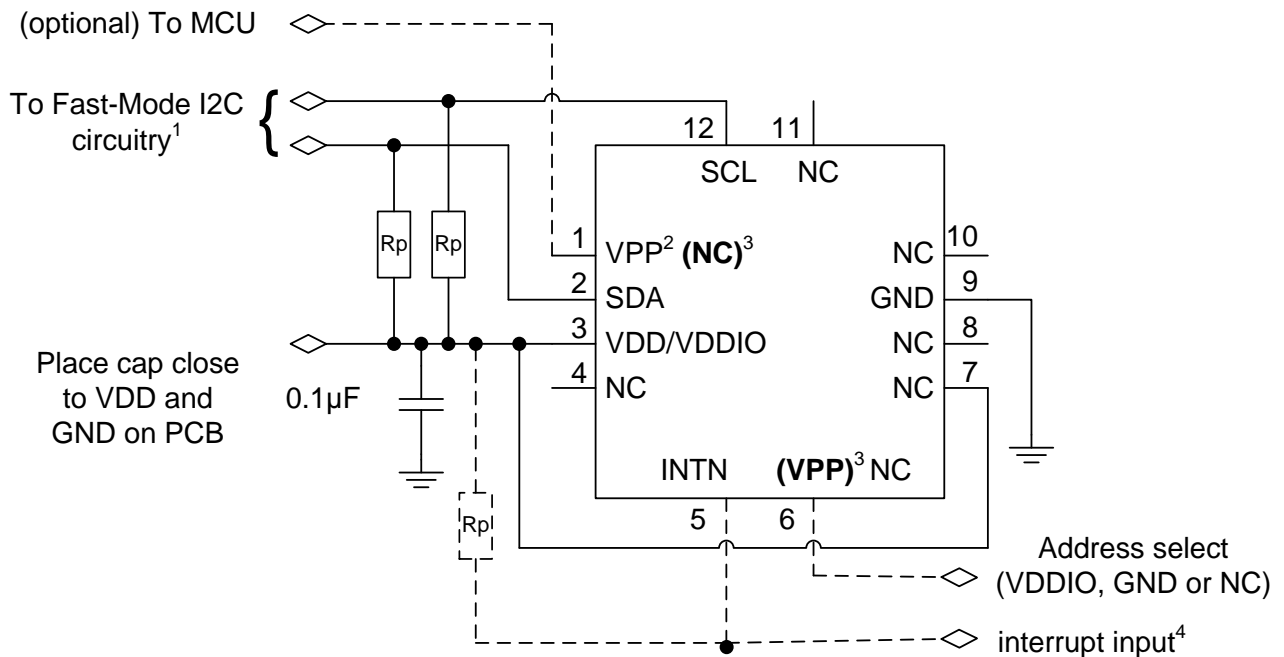 (optional) To MCU
To Fast-Mode I2C
circuitry¹
{
12
11
SCL
NC
Rp
Rp
1
VPP² (NC)³
NC
10
2
SDA
GND
9
3
VDD/VDDIO
NC
8
4
NC
NC
7
Place cap close
to VDD and
GND on PCB
0.1µF
INTN
(VPP)³ NC
Rp
5
6
Address select
(VDDIO, GND or NC)
interrupt input⁴